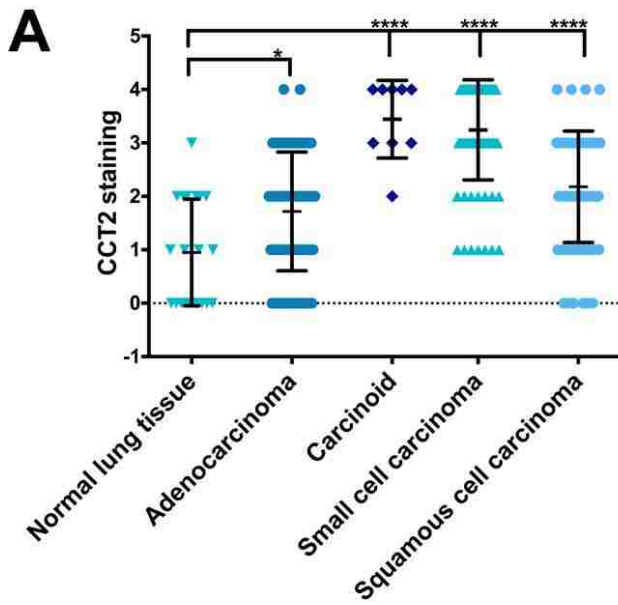 A
**** **** ****
*
5
4
3
2
1
0
-1
CCT2 staining
Normal lung tissue
Adenocarcinoma
Carcinoid
Small cell carcinoma
Squamous cell carcinoma